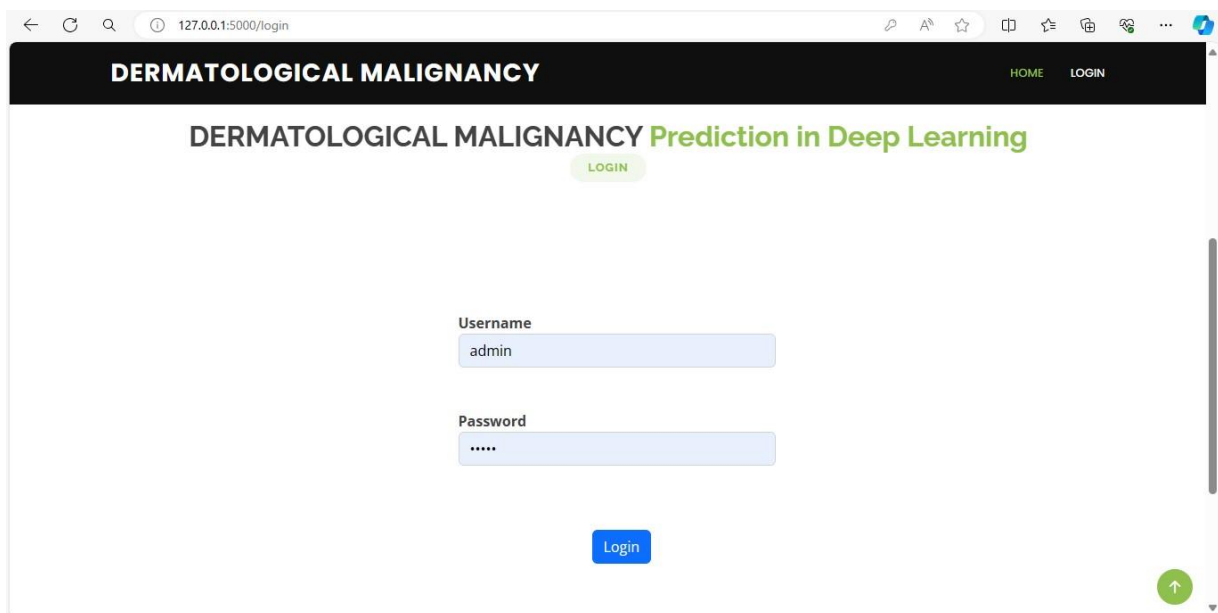 127.0.0.1:5000/login
DERMATOLOGICAL MALIGNANCY HOME LOGIN
DERMATOLOGICAL MALIGNANCY Prediction in Deep Learning
LOGIN
Username
admin
Password
•••••
Login